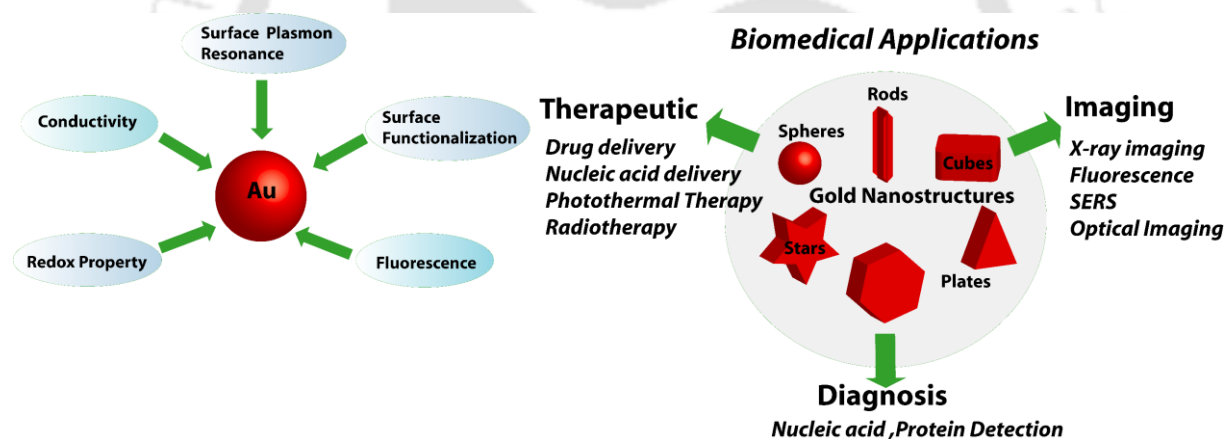 Surface Plasmon
Resonance
Conductivity
Surface
Functionalization
Au
Redox Property
Fluorescence
Biomedical Applications
Therapeutic
Drug delivery
Nucleic acid delivery
Photothermal Therapy
Radiotherapy
Rods
Spheres
Cubes
Gold Nanostructures
Stars
Plates
Imaging
X-ray imaging
Fluorescence
SERS
Optical Imaging
Diagnosis
Nucleic acid ,Protein Detection